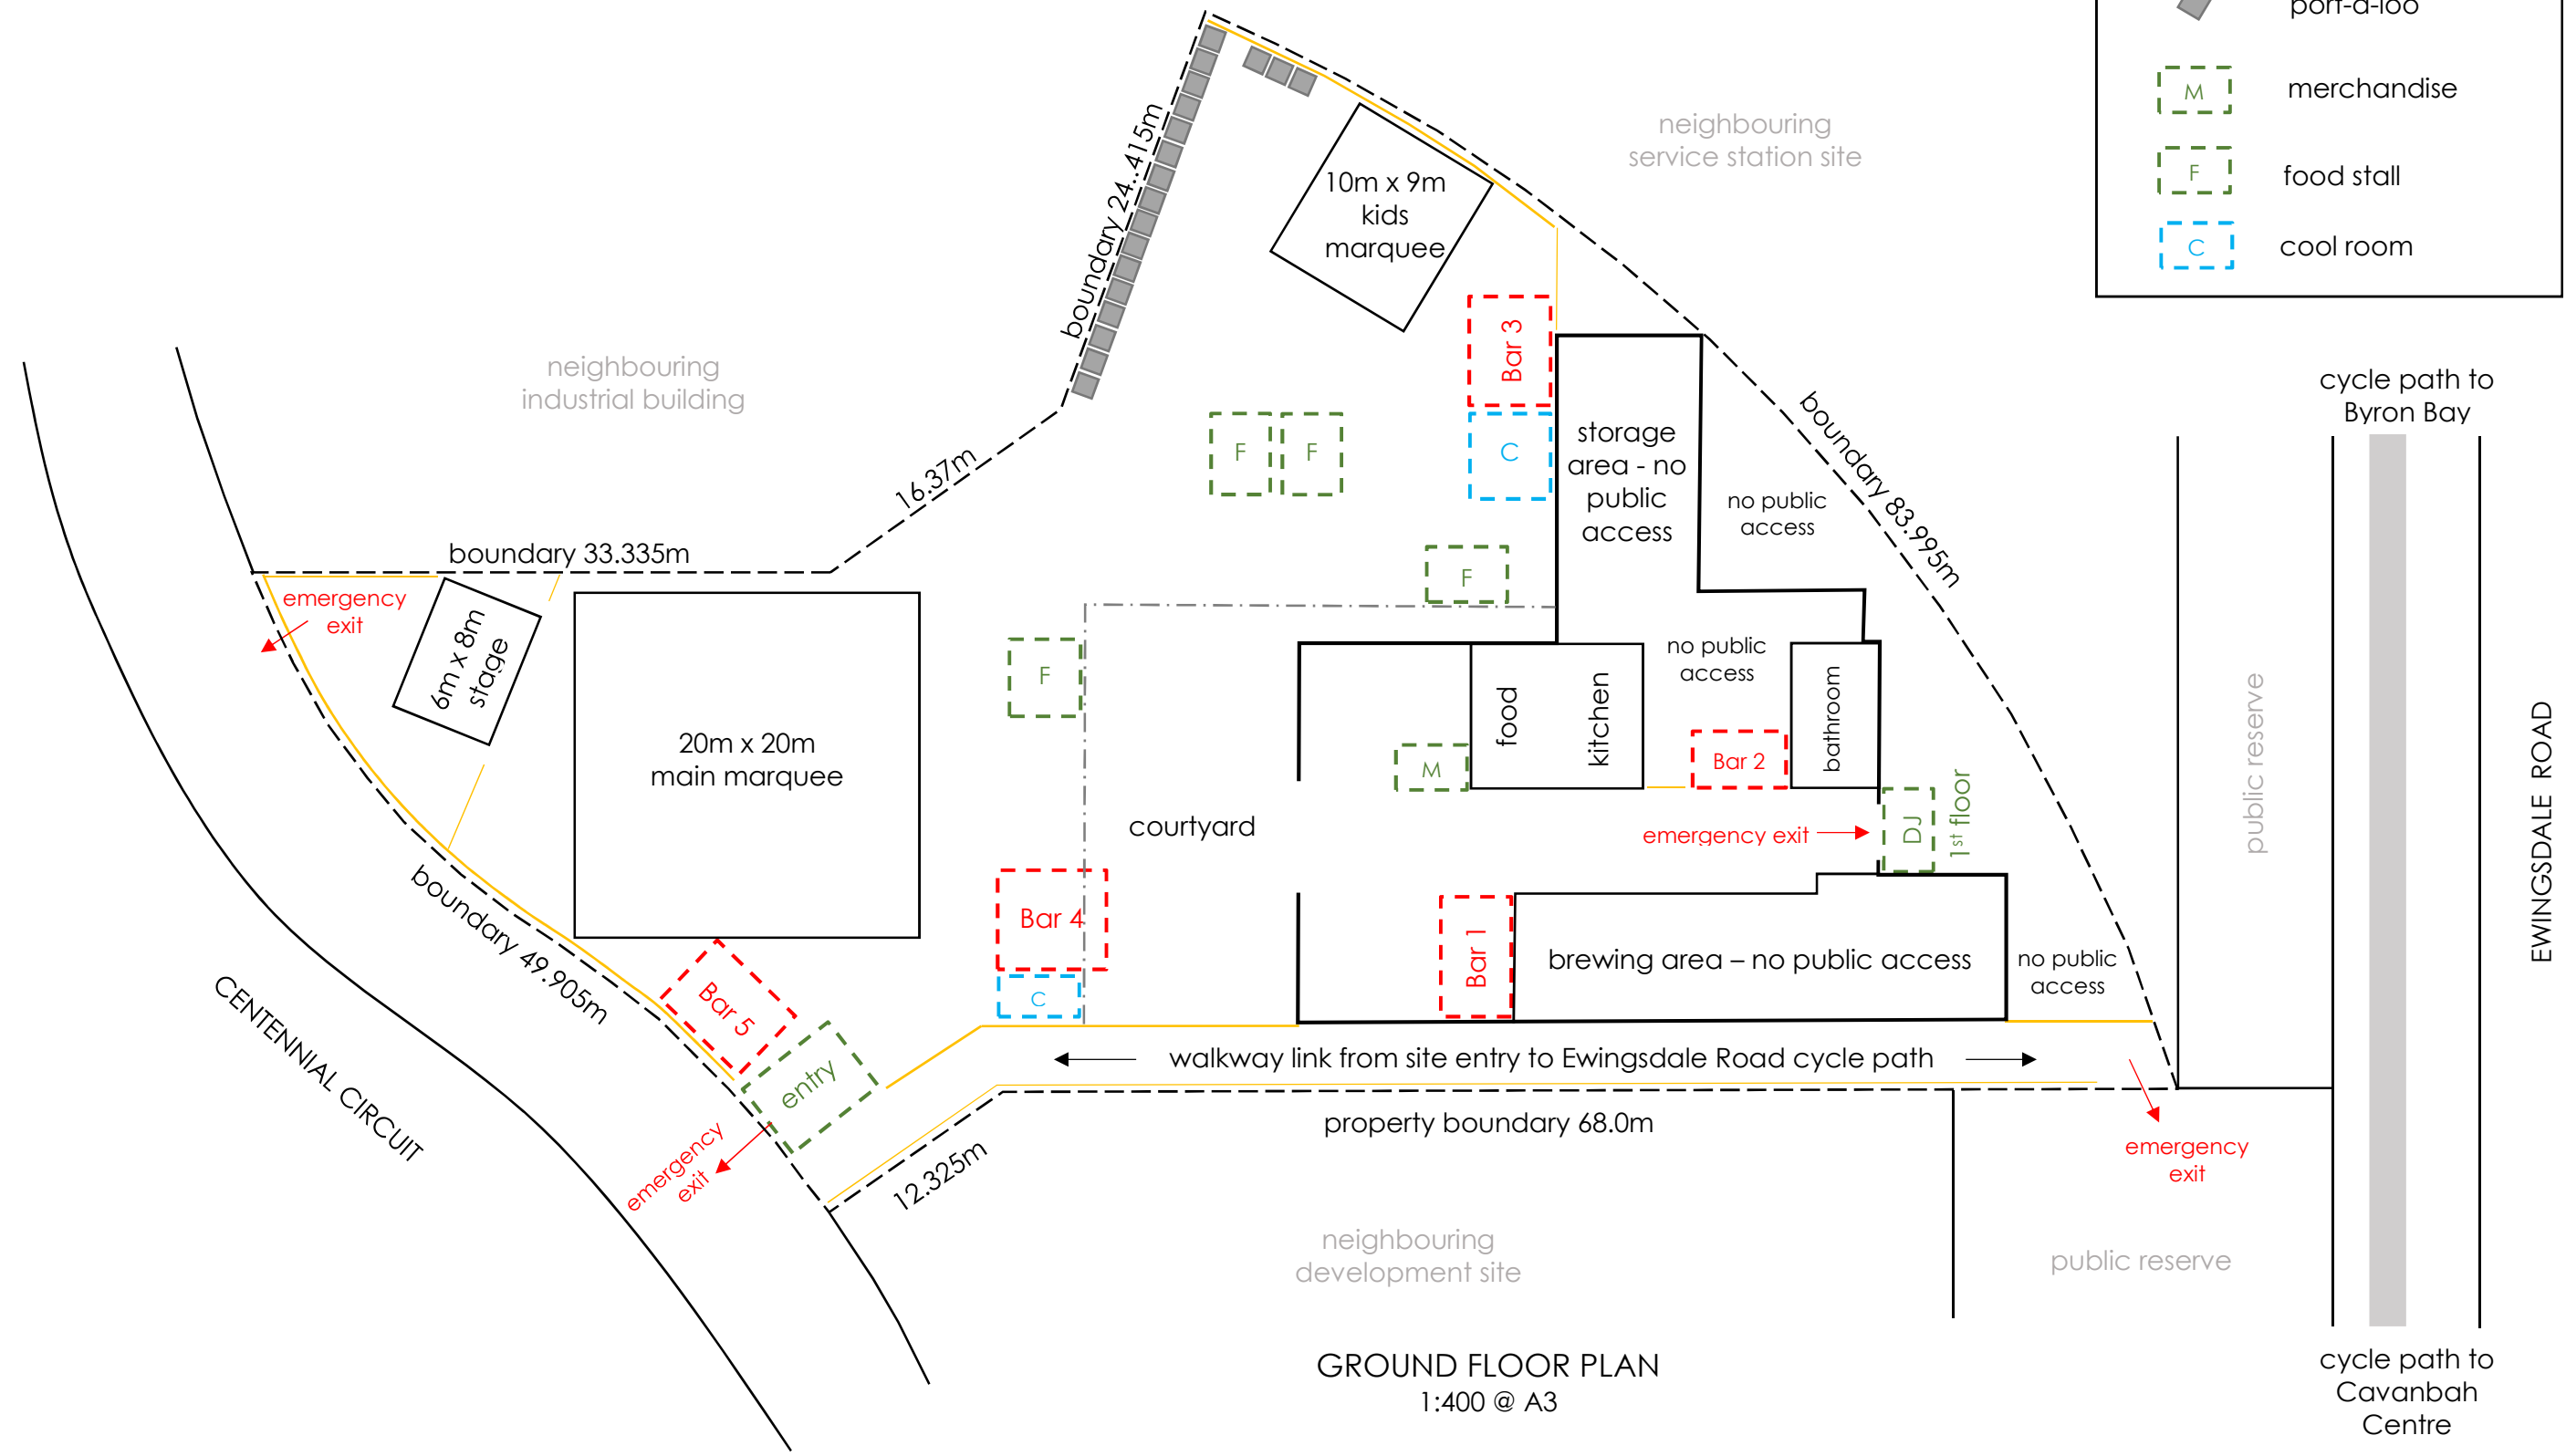 port-a-loo
M
merchandise
F
food stall
C
cool room
neighbouring
service station site
boundary 24.415m
10m x 9m
kids
marquee
Bar 3
neighbouring
industrial building
cycle path to
Byron Bay
boundary 83.995m
storage
area - no
public
access
F
F
C
16.37m
no public
access
boundary 33.335m
F
emergency
exit
6m x 8m
stage
F
no public
access
food
kitchen
bathroom
public reserve
EWINGSDALE ROAD
20m x 20m
main marquee
M
Bar 2
courtyard
emergency exit
DJ
1st floor
boundary 49.905m
Bar 4
Bar 1
brewing area – no public access
no public
access
C
Bar 5
CENTENNIAL CIRCUIT
entry
walkway link from site entry to Ewingsdale Road cycle path
property boundary 68.0m
emergency
exit
12.325m
emergency
exit
neighbouring
development site
public reserve
GROUND FLOOR PLAN
1:400 @ A3
cycle path to
Cavanbah
Centre